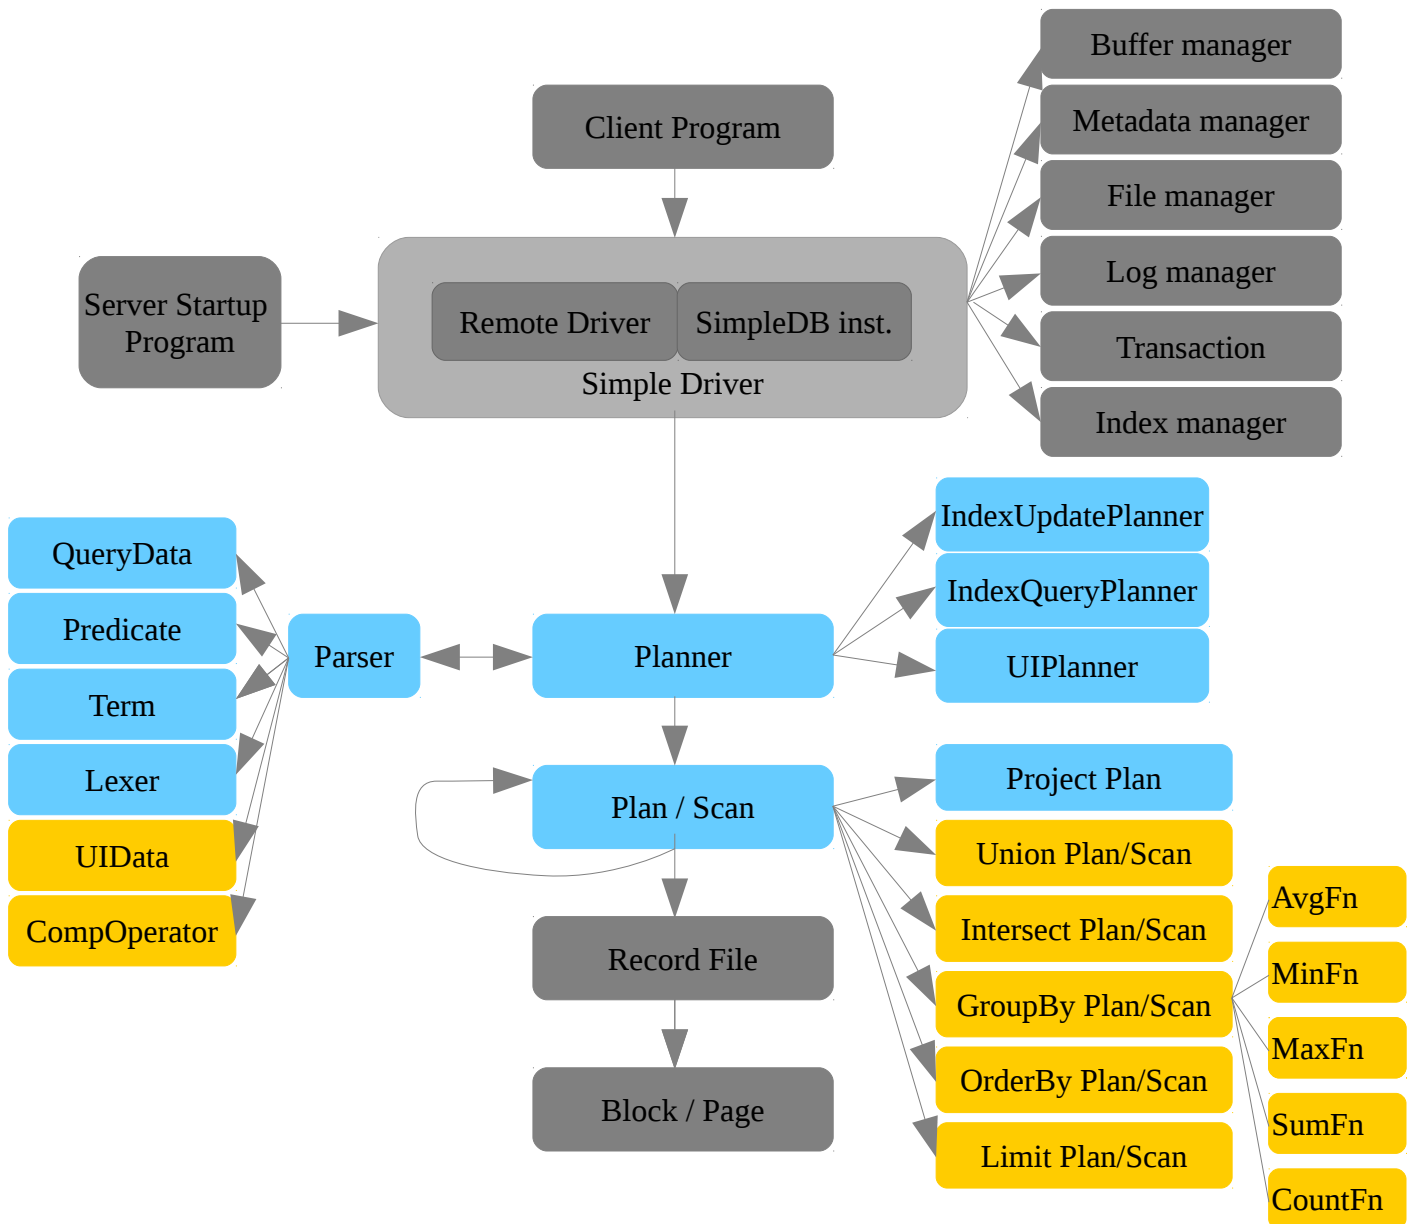 Buffer manager
Client Program
Metadata manager
File manager
Log manager
Server Startup
Program
Remote Driver
SimpleDB inst.
Simple Driver
Transaction
Index manager
IndexUpdatePlanner
QueryData
IndexQueryPlanner
Predicate
Parser
Planner
UIPlanner
Term
Lexer
Plan / Scan
Project Plan
UIData
Union Plan/Scan
AvgFn
CompOperator
Intersect Plan/Scan
Record File
MinFn
GroupBy Plan/Scan
MaxFn
OrderBy Plan/Scan
Block / Page
SumFn
Limit Plan/Scan
CountFn